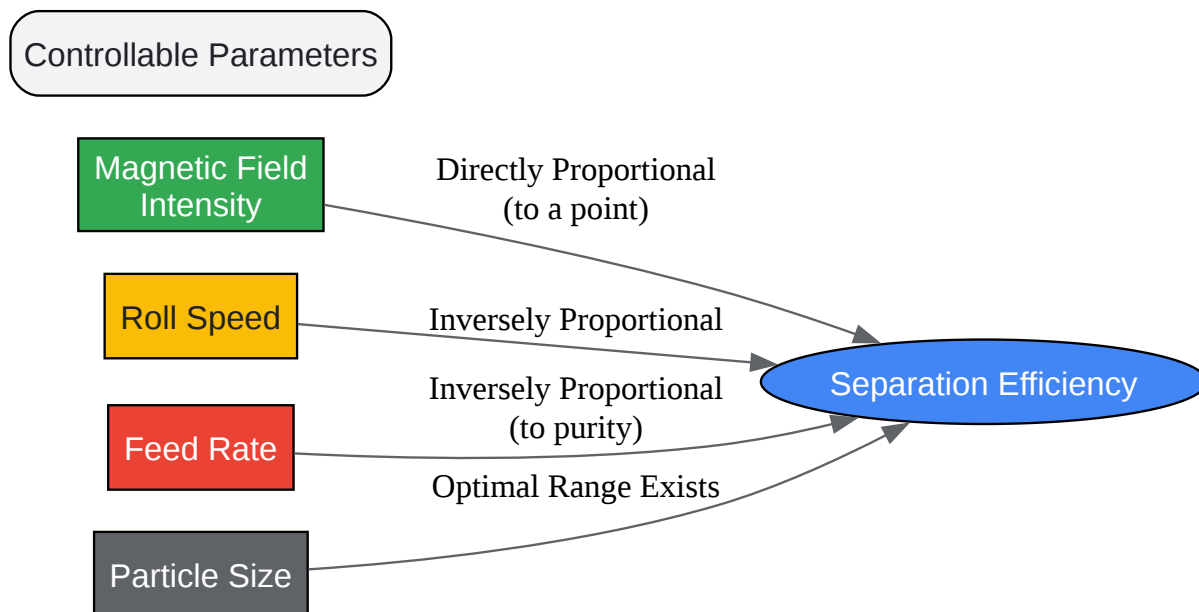 Controllable Parameters
Magnetic Field
Intensity
Directly Proportional
(to a point)
Roll Speed
Inversely Proportional
Separation Efficiency
Inversely Proportional
(to purity)
Feed Rate
Optimal Range Exists
Particle Size